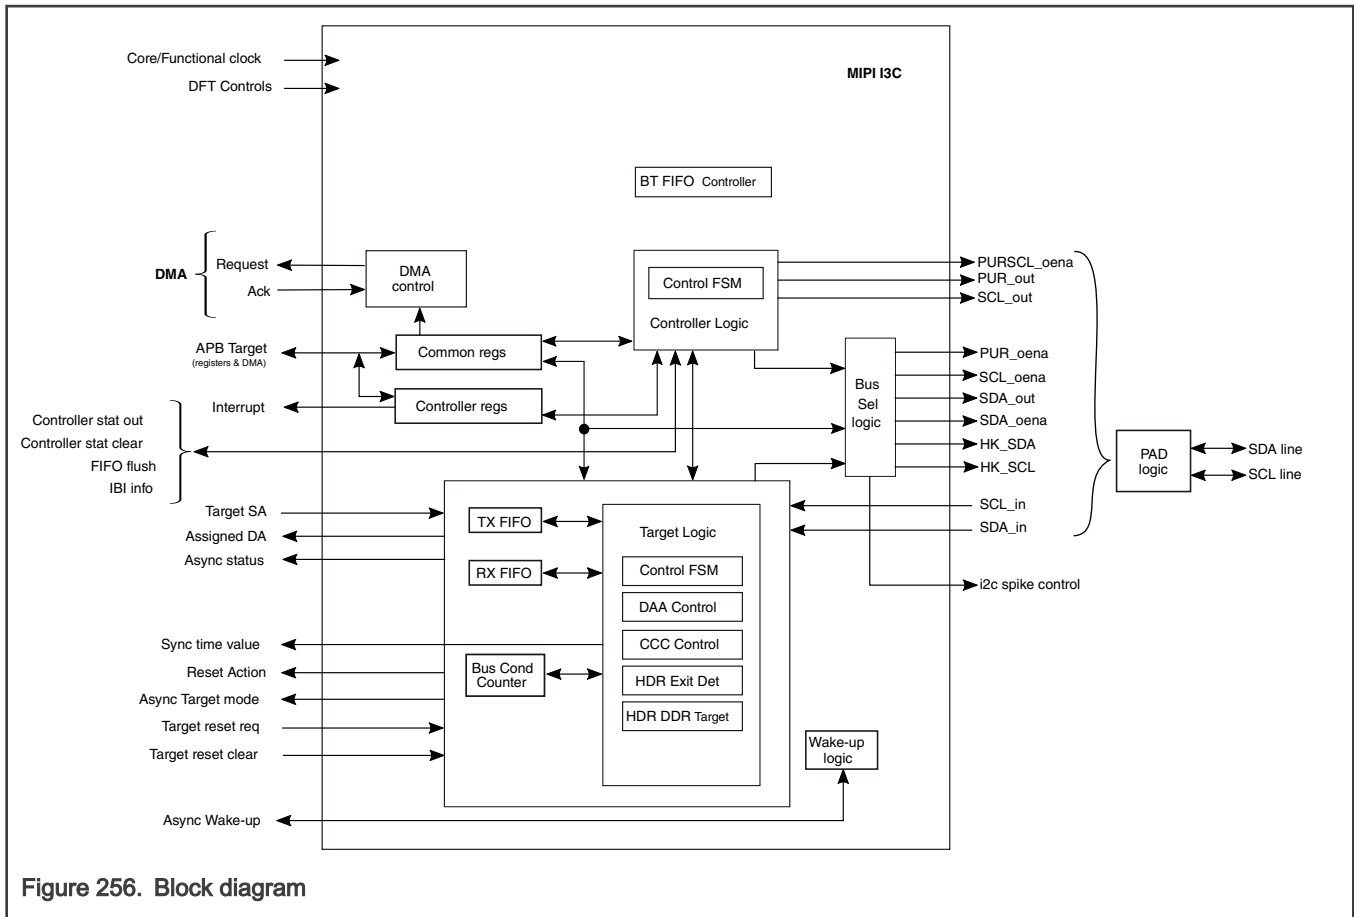 Core/Functional clock
DFT Controls
MIPI I3C
BT FIFO Controller
DMA
Request
Ack
DMA
control
Control FSM
Controller Logic
PURSCL_oena
PUR_out
SCL_out
APB Target
(registers & DMA)
Common regs
Interrupt
Controller regs
Controller stat out
Controller stat clear
FIFO flush
IBI info
Bus
Sel
logic
PUR_oena
SCL_oena
SDA_out
SDA_oena
HK_SDA
HK_SCL
SCL_in
SDA_in
PAD
logic
SDA line
SCL line
i2c spike control
Target SA
Assigned DA
Async status
TX FIFO
RX FIFO
Target Logic
Control FSM
DAA Control
CCC Control
HDR Exit Det
HDR DDR Target
Sync time value
Reset Action
Async Target mode
Target reset req
Target reset clear
Bus Cond
Counter
Wake-up
logic
Async Wake-up
Figure 256. Block diagram